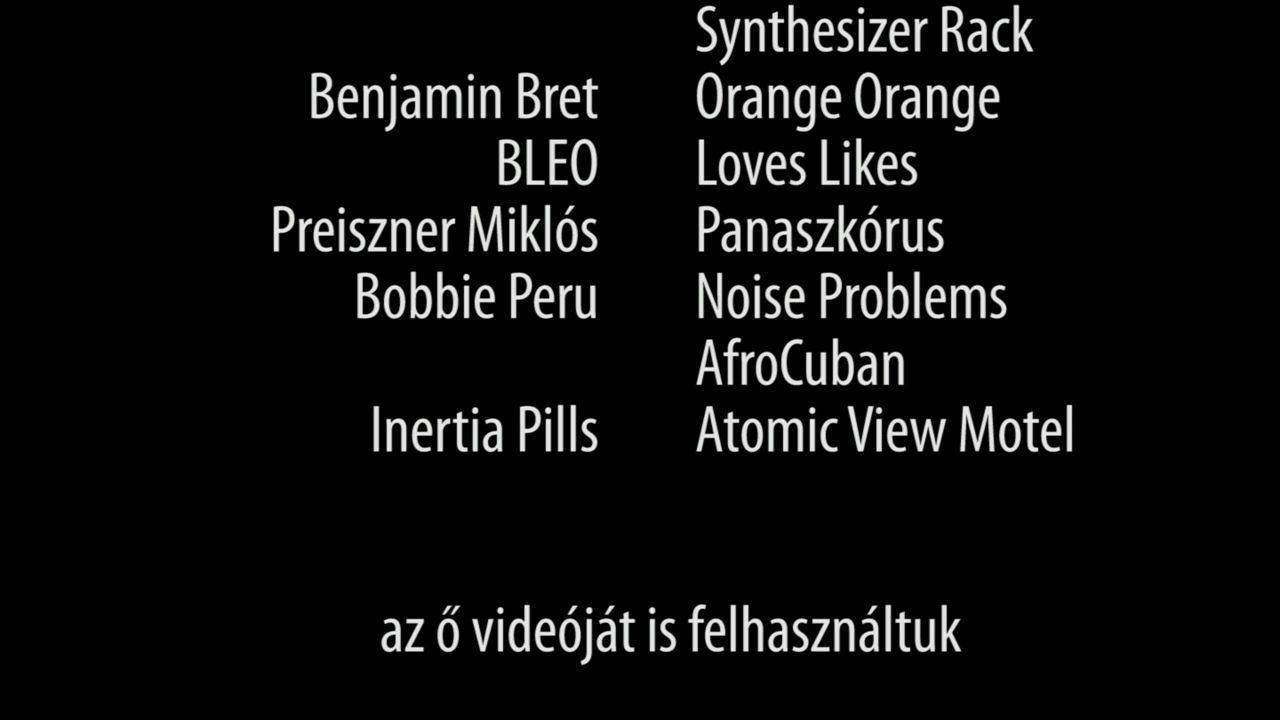 Synthesizer Rack
Benjamin Bret Orange Orange
BLEO Loves Likes
Preiszner Miklós Panaszkórus
Bobbie Peru Noise Problems
AfroCuban
Inertia Pills Atomic View Motel
az ő videóját is felhasználtuk